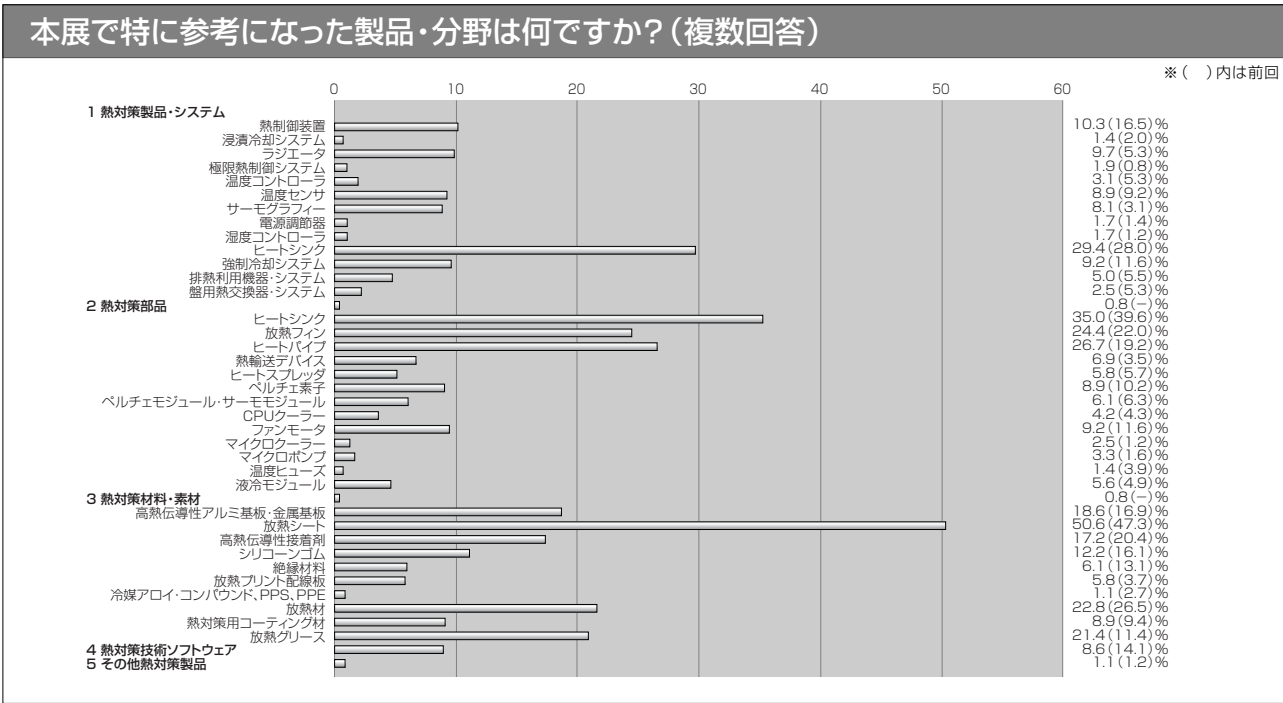 本展で特に参考になった製品・分野は何ですか?(複数回答)
※( )内は前回
0 10 20 30 40 50 60
1 熱対策製品・システム
熱制御装置 10.3(16.5)%
浸漬冷却システム 1.4(2.0)%
ラジエータ 9.7(5.3)%
極限熱制御システム 1.9(0.8)%
温度コントローラ 3.1(5.3)%
温度センサ 8.9(9.2)%
サーモグラフィー 8.1(3.1)%
電源調節器 1.7(1.4)%
湿度コントローラ 1.7(1.2)%
ヒートシンク 29.4(28.0)%
強制冷却システム 9.2(11.6)%
排熱利用機器・システム 5.0(5.5)%
盤用熱交換器・システム 2.5(5.3)%
2 熱対策部品 0.8(−)%
ヒートシンク 35.0(39.6)%
放熱フィン 24.4(22.0)%
ヒートパイプ 26.7(19.2)%
熱輸送デバイス 6.9(3.5)%
ヒートスプレッダ 5.8(5.7)%
ペルチェ素子 8.9(10.2)%
ペルチェモジュール・サーモモジュール 6.1(6.3)%
CPUクーラー 4.2(4.3)%
ファンモータ 9.2(11.6)%
マイクロクーラー 2.5(1.2)%
マイクロポンプ 3.3(1.6)%
温度ヒューズ 1.4(3.9)%
液冷モジュール 5.6(4.9)%
3 熱対策材料・素材 0.8(−)%
高熱伝導性アルミ基板・金属基板 18.6(16.9)%
放熱シート 50.6(47.3)%
高熱伝導性接着剤 17.2(20.4)%
シリコーンゴム 12.2(16.1)%
絶縁材料 6.1(13.1)%
放熱プリント配線板 5.8(3.7)%
冷媒アロイ・コンパウンド、PPS、PPE 1.1(2.7)%
放熱材 22.8(26.5)%
熱対策用コーティング材 8.9(9.4)%
放熱グリース 21.4(11.4)%
4 熱対策技術ソフトウェア 8.6(14.1)%
5 その他熱対策製品 1.1(1.2)%